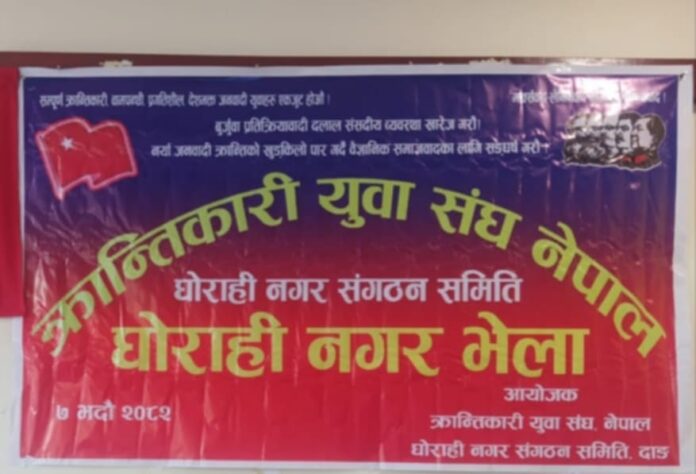 सम्पूर्ण क्रान्तिकारी, वामपन्थी, प्रगतिशील, देशभक्त, जनवादी युवाहरु एकजुट होऔं !
बुर्जुवा प्रतिक्रियावादी दलाल संसदीय व्यवस्था खारेज गरौं!
नयाँ जनवादी क्रान्तिको खुड्किलो पार गर्दै वैज्ञानिक समाजवादका लागि सङघर्ष गरौं !
क्रान्तिकारी युवा संघ नेपाल
घोराही नगर संगठन समिति
घोराही नगर भेला
७ भदौ २०८२
आयोजक
क्रान्तिकारी युवा संघ, नेपाल
घोराही नगर संगठन समिति, दाङ